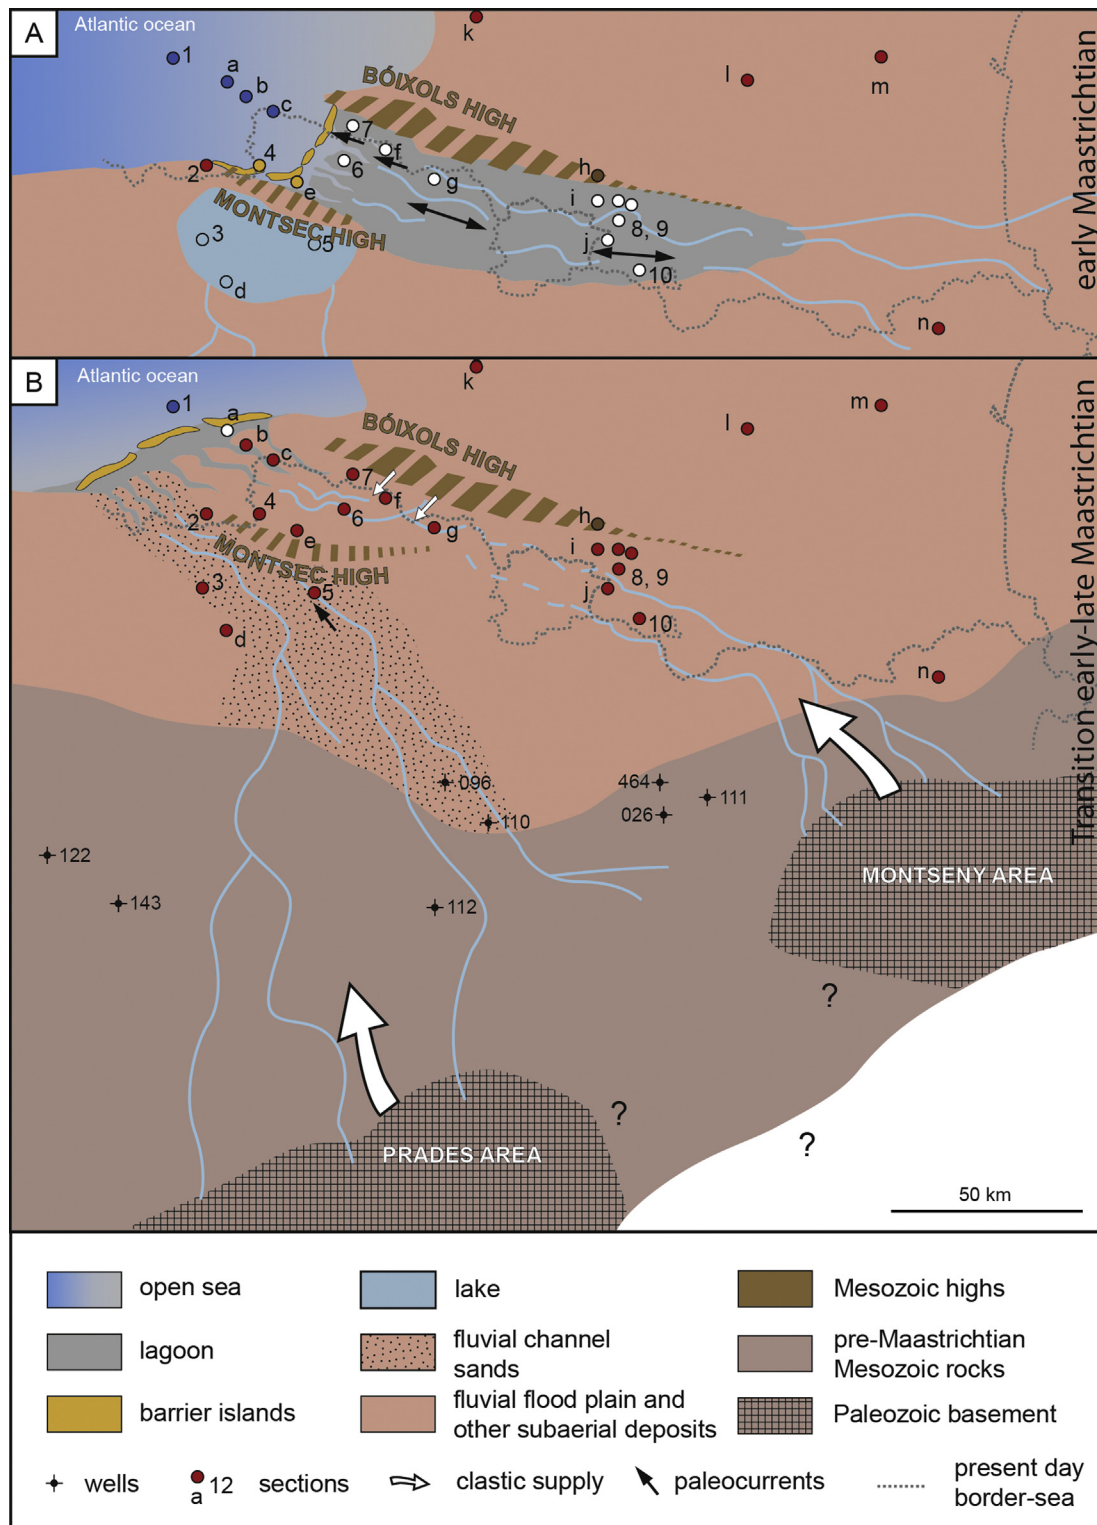 A
Atlantic ocean
1
a
b
c
k
l
m
BÓIXOLS HIGH
7
f
4
2
6
e
g
h
i
MONTSEC HIGH
3
5
8, 9
j
d
10
n
early Maastrichtian
B
Atlantic ocean
1
a
b
c
k
l
m
BÓIXOLS HIGH
7
f
4
2
6
e
g
h
i
MONTSEC HIGH
3
5
8, 9
j
d
10
n
Transition early-late Maastrichtian
096
464
111
110
026
122
143
112
MONTSENY AREA
?
?
?
PRADES AREA
50 km
open sea
lake
Mesozoic highs
lagoon
fluvial channel
sands
pre-Maastrichtian
Mesozoic rocks
barrier islands
fluvial flood plain and
other subaerial deposits
Paleozoic basement
wells
a 12
sections
clastic supply
paleocurrents
present day
border-sea